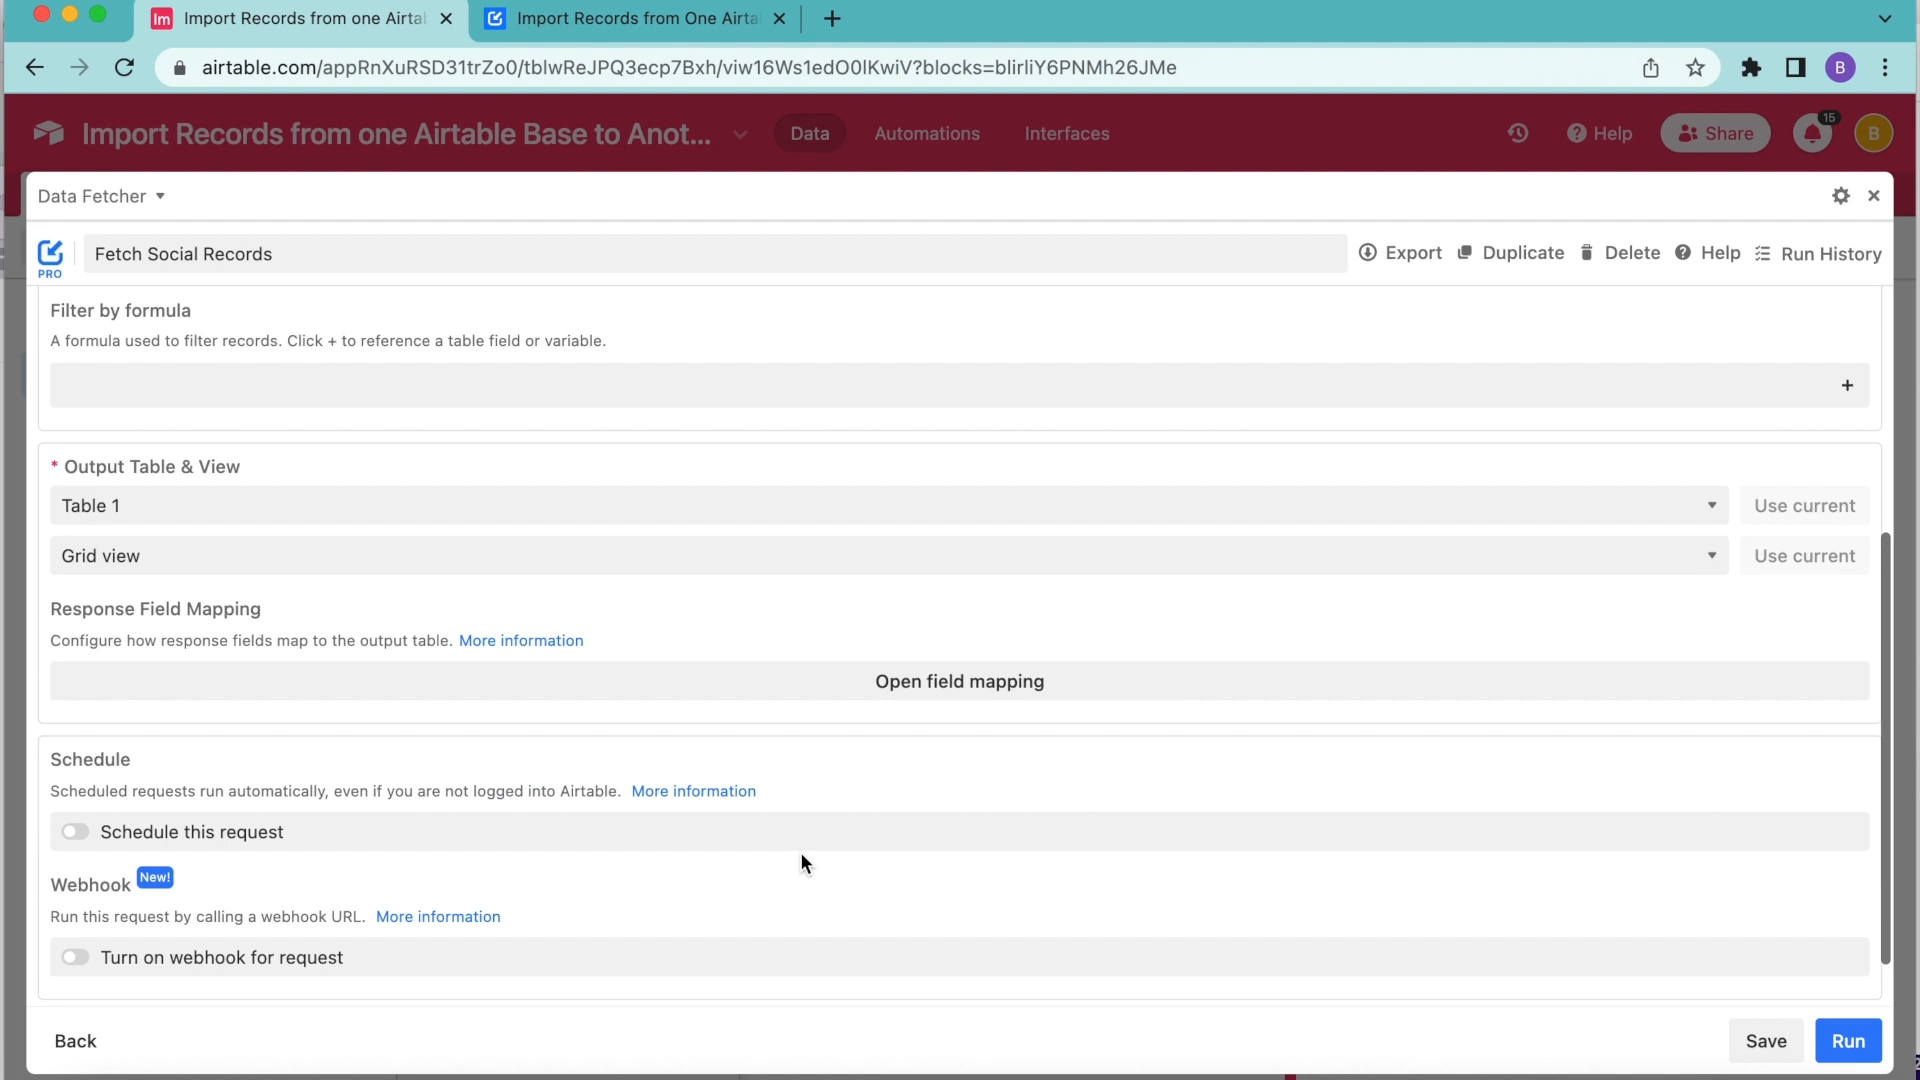 Im Import Records from one Airta
Import Records from One Airta
airtable.com/appRnXuRSD31trZo0/tblwReJPQ3ecp7Bxh/viw16Ws1edO0lKwiV?blocks=blirliY6PNMh26JMe
B
Import Records from one Airtable Base to Anot...
Data
Automations
Interfaces
Help
Share
15
B
Data Fetcher
PRO
Fetch Social Records
Export
Duplicate
Delete
Help
Run History
Filter by formula
A formula used to filter records. Click + to reference a table field or variable.
+
* Output Table & View
Table 1
Use current
Grid view
Use current
Response Field Mapping
Configure how response fields map to the output table. More information
Open field mapping
Schedule
Scheduled requests run automatically, even if you are not logged into Airtable. More information
Schedule this request
Webhook New!
Run this request by calling a webhook URL. More information
Turn on webhook for request
Back
Save
Run